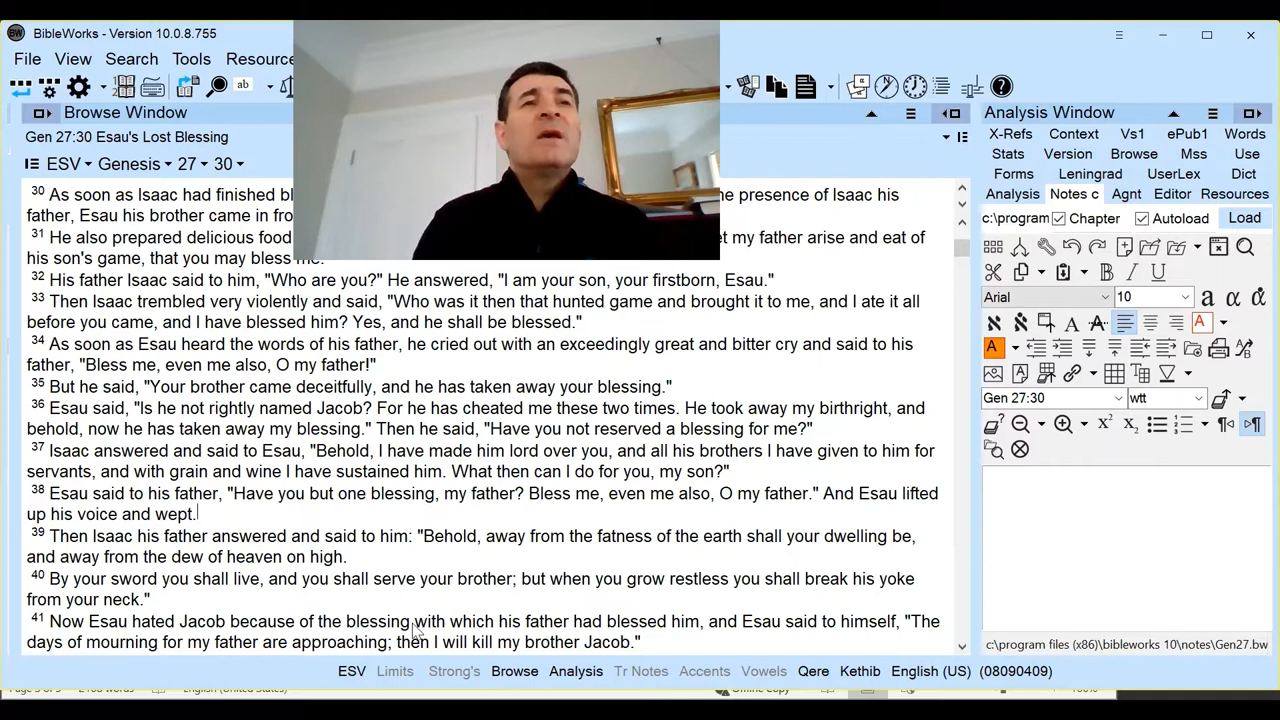 BibleWorks - Version 10.0.8.755
File View Search Tools Resource
ab
Browse Window
Gen 27:30 Esau's Lost Blessing
ESV Genesis 27 30
30 As soon as Isaac had finished bl he presence of Isaac his
father, Esau his brother came in fro
31 He also prepared delicious food et my father arise and eat of
his son's game, that you may bless me."
32 His father Isaac said to him, "Who are you?" He answered, "I am your son, your firstborn, Esau."
33 Then Isaac trembled very violently and said, "Who was it then that hunted game and brought it to me, and I ate it all
before you came, and I have blessed him? Yes, and he shall be blessed."
34 As soon as Esau heard the words of his father, he cried out with an exceedingly great and bitter cry and said to his
father, "Bless me, even me also, O my father!"
35 But he said, "Your brother came deceitfully, and he has taken away your blessing."
36 Esau said, "Is he not rightly named Jacob? For he has cheated me these two times. He took away my birthright, and
behold, now he has taken away my blessing." Then he said, "Have you not reserved a blessing for me?"
37 Isaac answered and said to Esau, "Behold, I have made him lord over you, and all his brothers I have given to him for
servants, and with grain and wine I have sustained him. What then can I do for you, my son?"
38 Esau said to his father, "Have you but one blessing, my father? Bless me, even me also, O my father." And Esau lifted
up his voice and wept.
39 Then Isaac his father answered and said to him: "Behold, away from the fatness of the earth shall your dwelling be,
and away from the dew of heaven on high.
40 By your sword you shall live, and you shall serve your brother; but when you grow restless you shall break his yoke
from your neck."
41 Now Esau hated Jacob because of the blessing with which his father had blessed him, and Esau said to himself, "The
days of mourning for my father are approaching; then I will kill my brother Jacob."
ESV Limits Strong's Browse Analysis Tr Notes Accents Vowels Qere Kethib English (US) (08090409)
Analysis Window
X-Refs Context Vs1 ePub1 Words
Stats Version Browse Mss Use
Forms Leningrad UserLex Dict
Analysis Notes c Agnt Editor Resources
c:\program Chapter Autoload Load
B I U
Arial 10 a α ά
A A A
A
Gen 27:30 wtt
X² X₂
c:\program files (x86)\bibleworks 10\notes\Gen27.bw